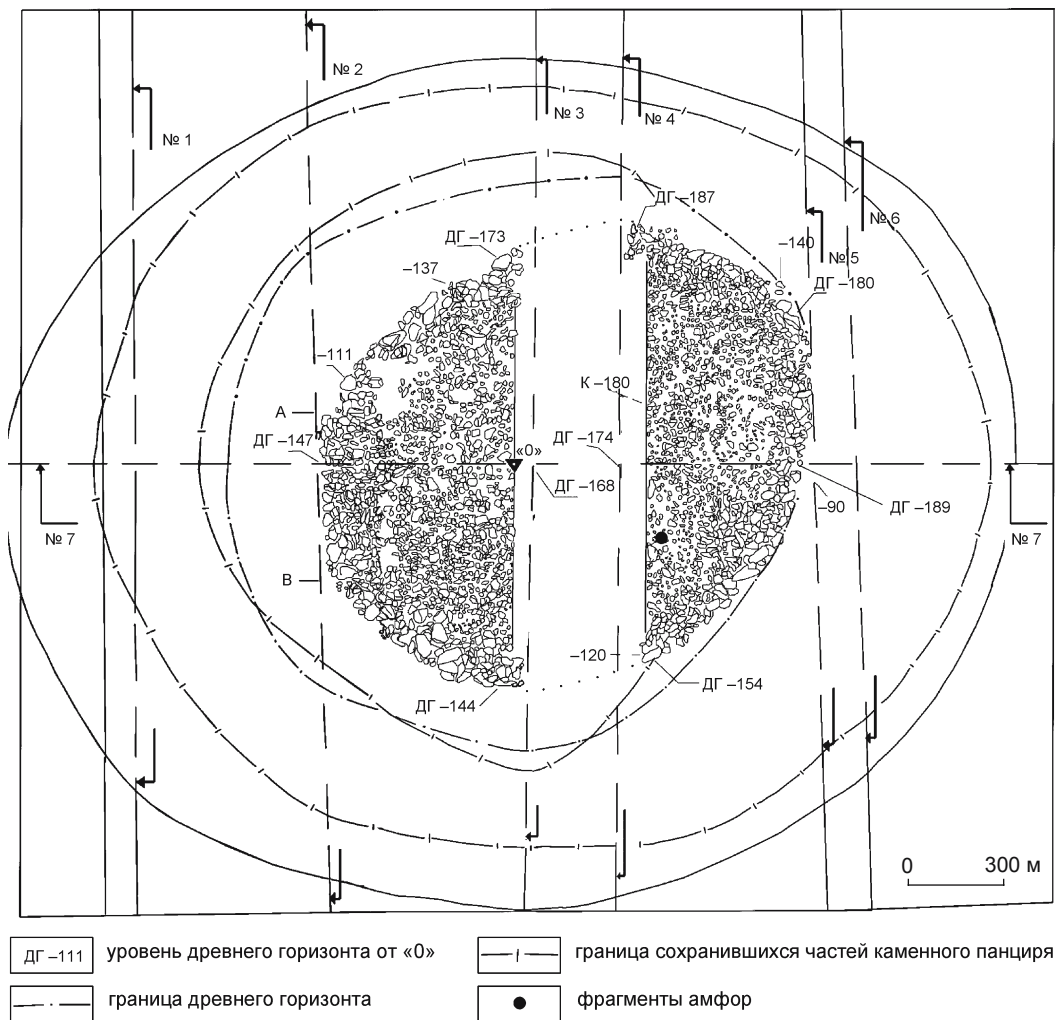 № 2
№ 3
№ 4
№ 1
ДГ –187
№ 6
ДГ –173
–140
№ 5
–137
ДГ –180
–111
К –180
А
ДГ –147
ДГ –174
«0»
ДГ –168
–90
ДГ –189
№ 7
№ 7
В
–120
ДГ –154
ДГ –144
0 300 м
ДГ –111 уровень древнего горизонта от «0»
граница сохранившихся частей каменного панциря
граница древнего горизонта
фрагменты амфор